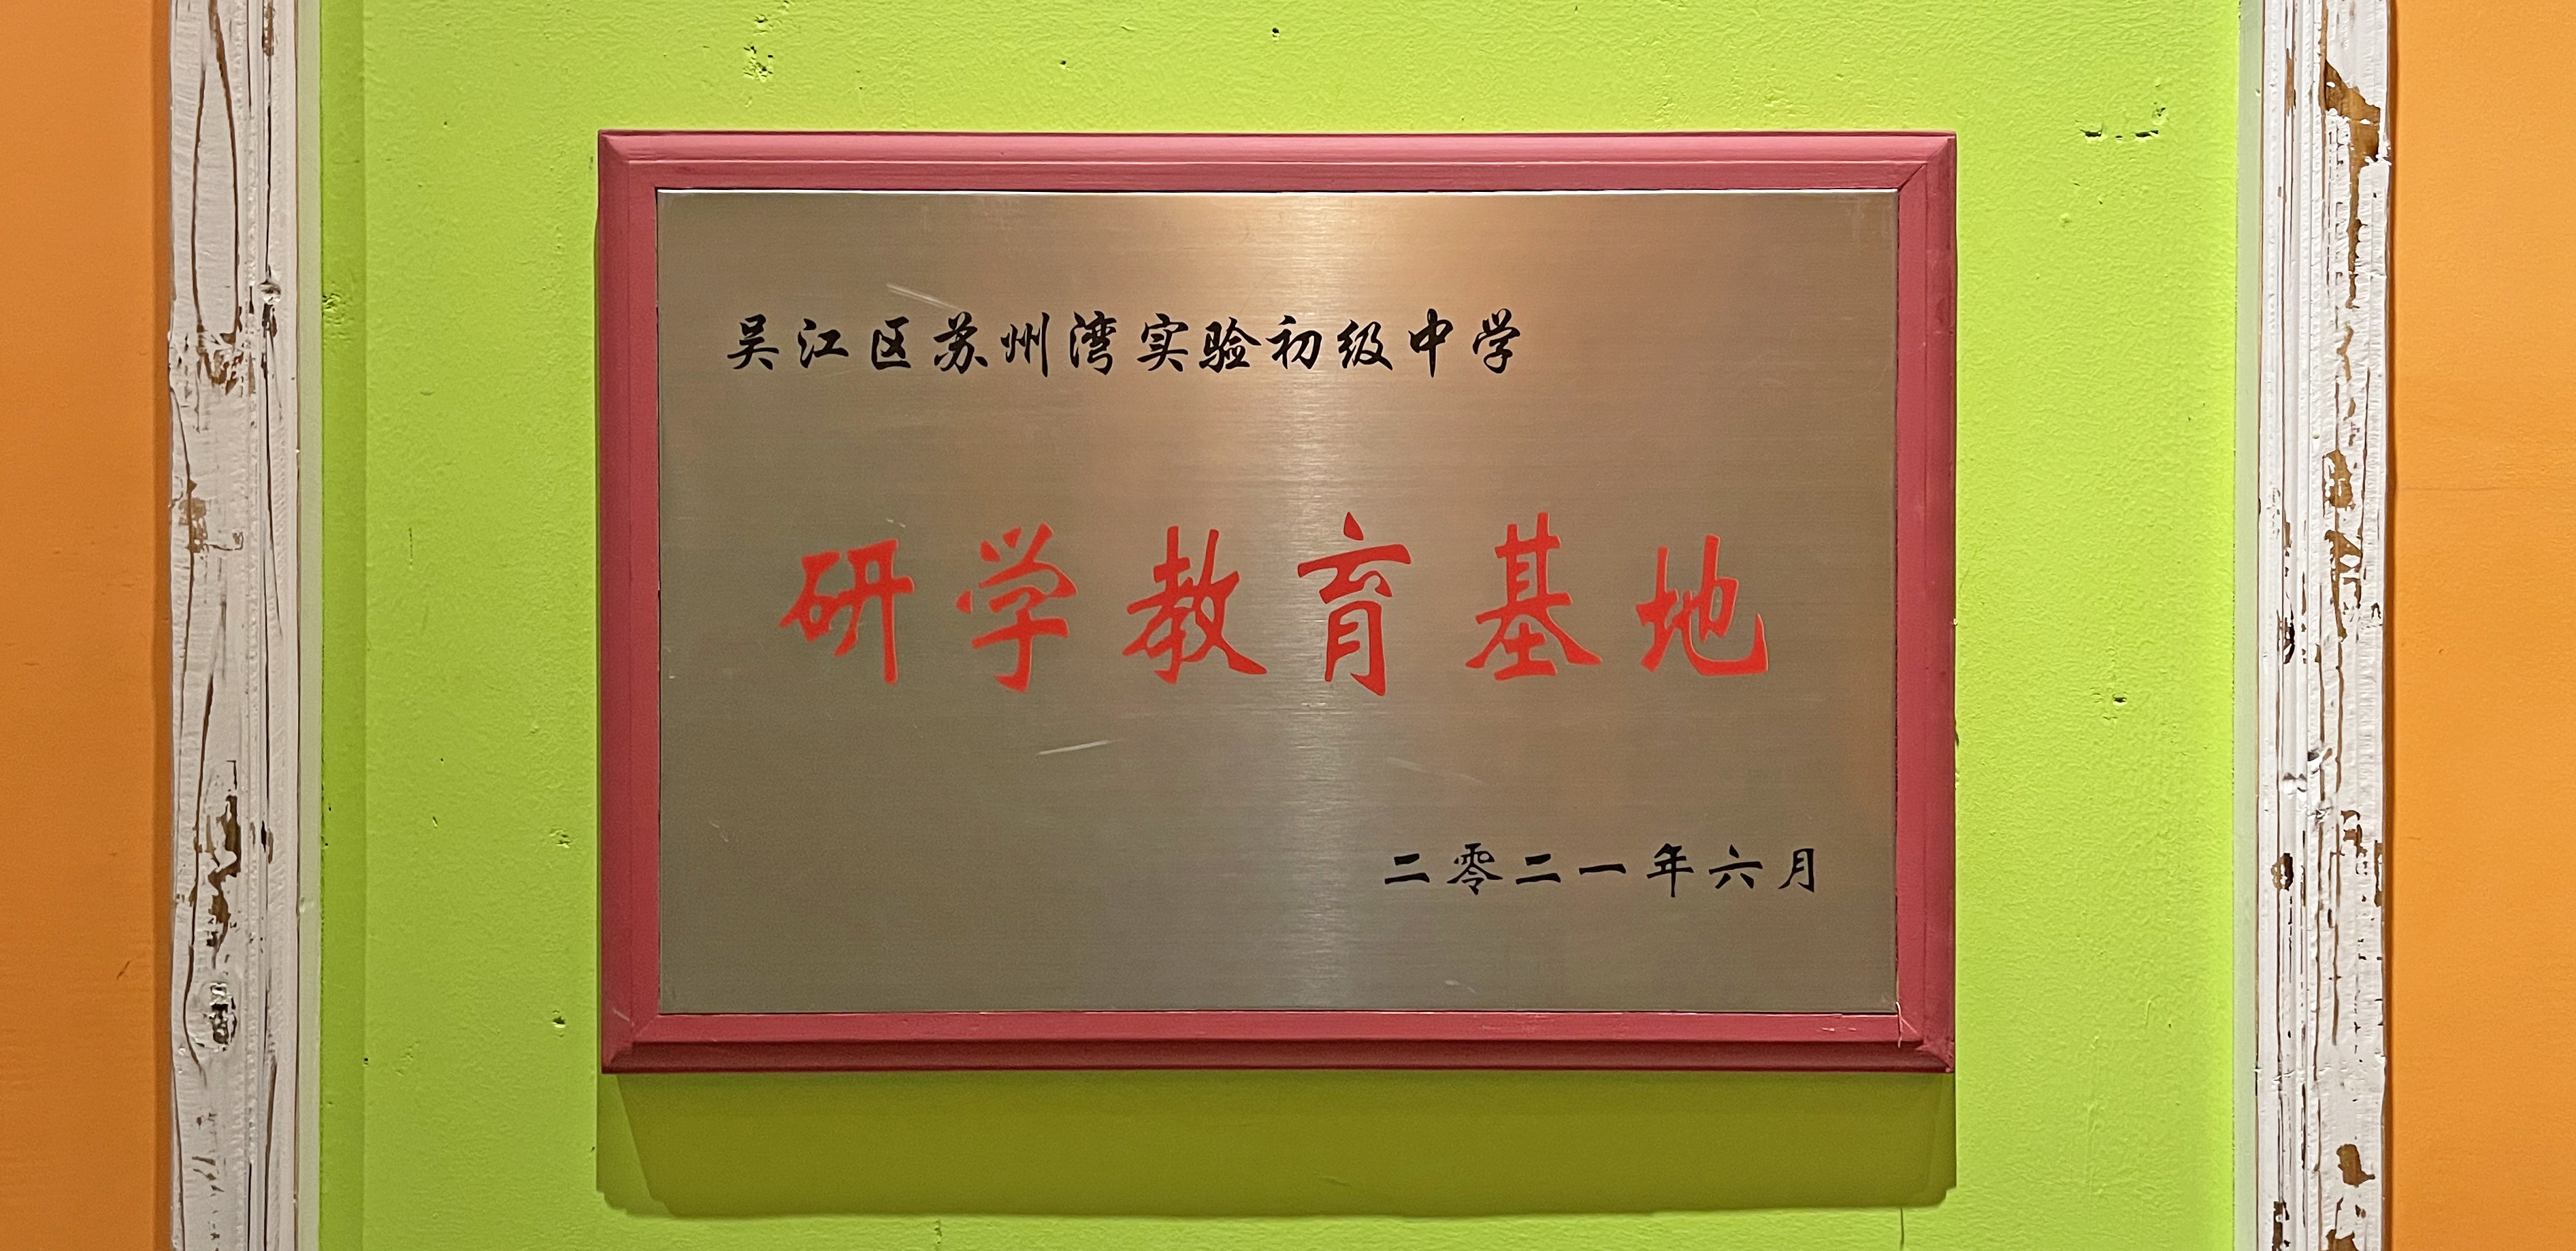 吴江区苏州湾实验初级中学
研学教育基地
二零二一年六月